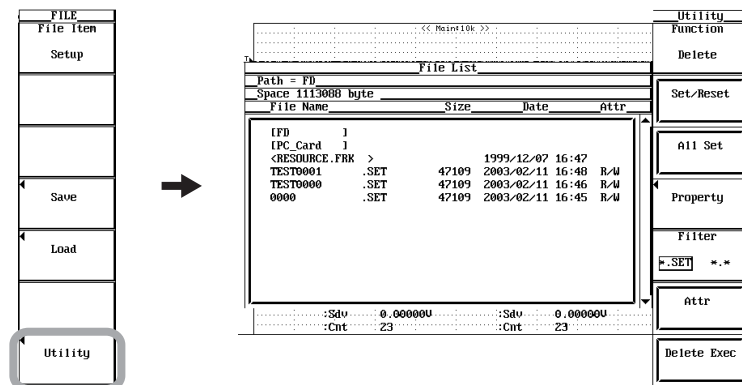 FILE
File Item
Setup
Save
Load
Utility
<< Main:10k >>
T
File List
Path = FD
Space 1113088 byte
File Name Size Date Attr
[FD ]
[PC_Card ]
<RESOURCE.FRK > 1999/12/07 16:47
TEST0001 .SET 47109 2003/02/11 16:48 R/W
TEST0000 .SET 47109 2003/02/11 16:46 R/W
0000 .SET 47109 2003/02/11 16:45 R/W
:Sdv 0.00000V :Sdv 0.00000V
:Cnt 23 :Cnt 23
Utility
Function
Delete
Set/Reset
All Set
Property
Filter
*.SET *.*
Attr
Delete Exec